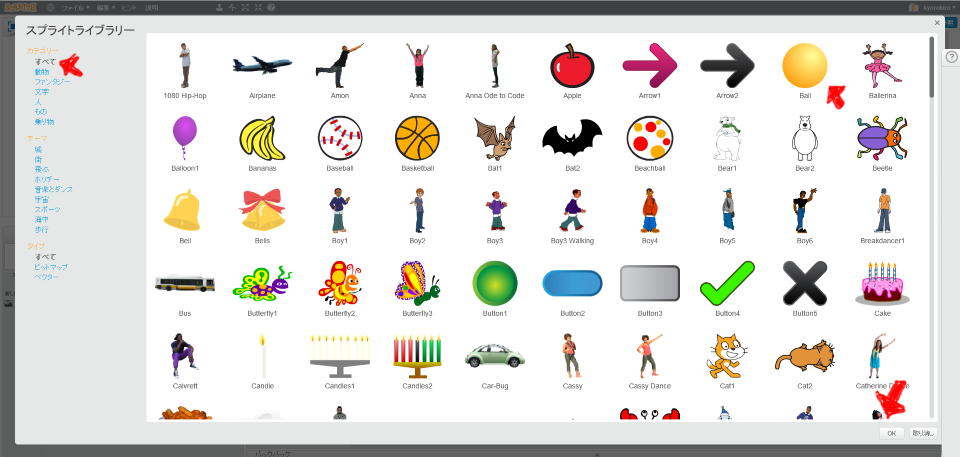 ファイル▼ 編集▼ ヒント 説明
kyorohiro ▼
スプライトライブラリー
×
カテゴリー
すべて
動物
ファンタジー
文字
人
もの
乗り物
テーマ
城
街
飛ぶ
ホリデー
音楽とダンス
宇宙
スポーツ
海中
歩行
タイプ
すべて
ビットマップ
ベクター
1080 Hip-Hop Airplane Amon Anna Anna Ode to Code Apple Arrow1 Arrow2 Ball Ballerina
Balloon1 Bananas Baseball Basketball Bat1 Bat2 Beachball Bear1 Bear2 Beetle
Bell Bells Boy1 Boy2 Boy3 Boy3 Walking Boy4 Boy5 Boy6 Breakdancer1
Bus Butterfly1 Butterfly2 Butterfly3 Button1 Button2 Button3 Button4 Button5 Cake
Calvrett Candle Candles1 Candles2 Car-Bug Cassy Cassy Dance Cat1 Cat2 Catherine
OK 取り消し
バックパック
?